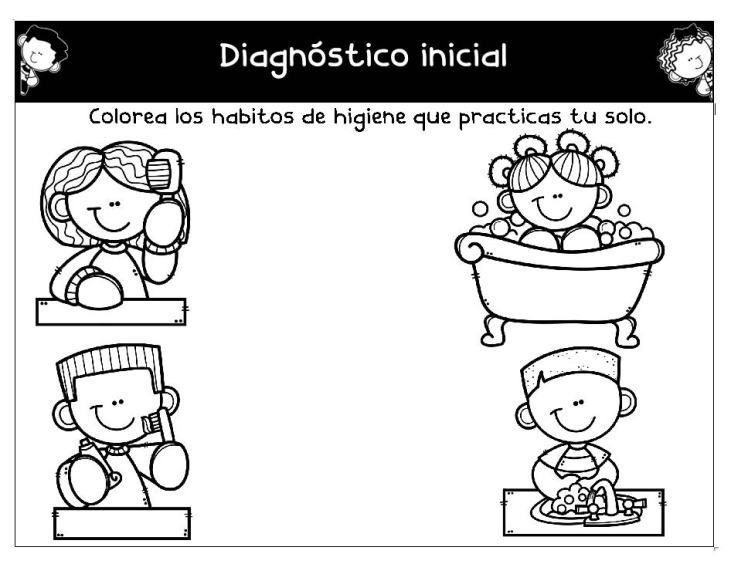 Diagnóstico inicial
Colorea los habitos de higiene que practicas tu solo.